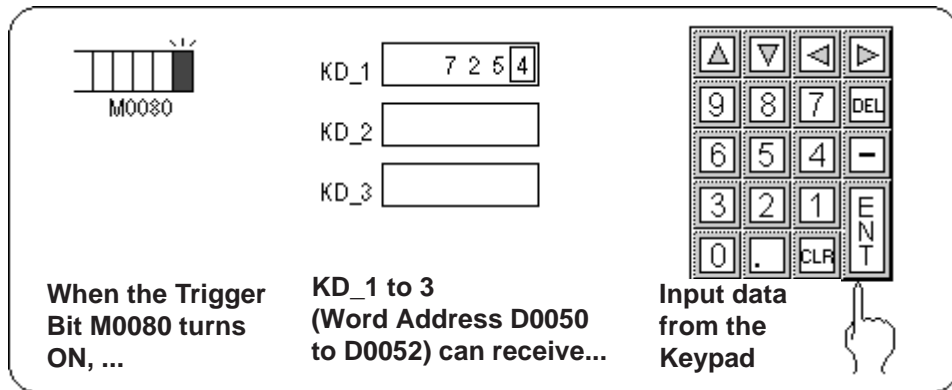 M0080
KD_1 7 2 5 4
KD_2
KD_3
9 8 7 DEL
6 5 4 −
3 2 1 ENT
0 . CLR
When the Trigger
Bit M0080 turns
ON, ...
KD_1 to 3
(Word Address D0050
to D0052) can receive...
Input data
from the
Keypad